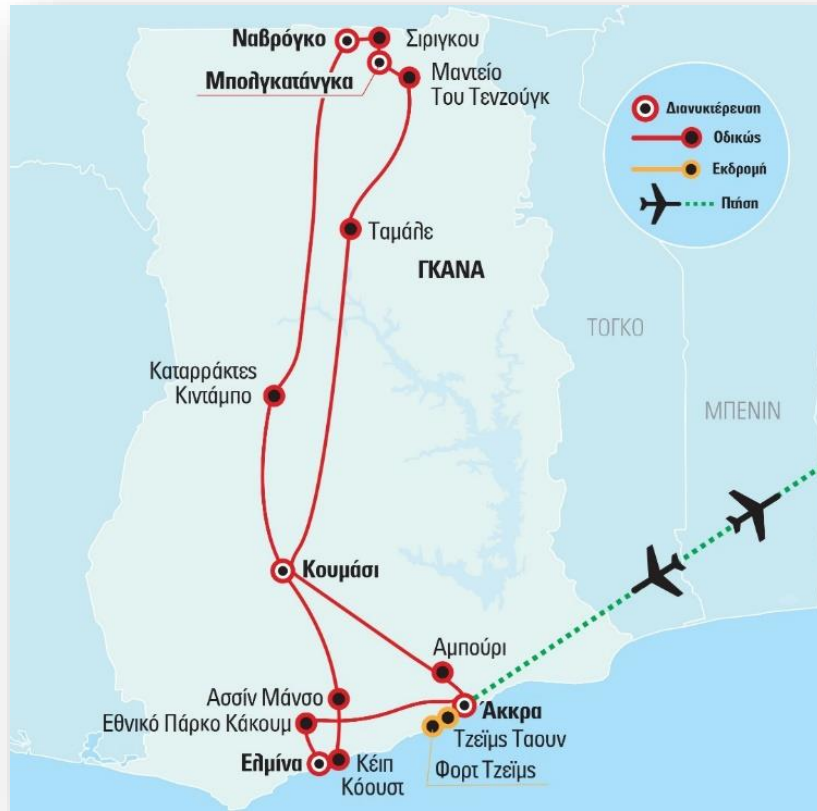 Ναβρόγκο
Σιριγκου
Μπολγκατάνγκα
Μαντείο
Του Τενζούγκ
Διανυκτέρευση
Οδικώς
Εκδρομή
Πτήση
Ταμάλε
ΓΚΑΝΑ
ΤΟΓΚΟ
ΜΠΕΝΙΝ
Καταρράκτες
Κιντάμπο
Κουμάσι
Αμπούρι
Ασσίν Μάνσο
Εθνικό Πάρκο Κάκουμ
Άκκρα
Τζεϊμς Ταουν
Φορτ Τζεϊμς
Ελμίνα
Κέιπ
Κόουστ